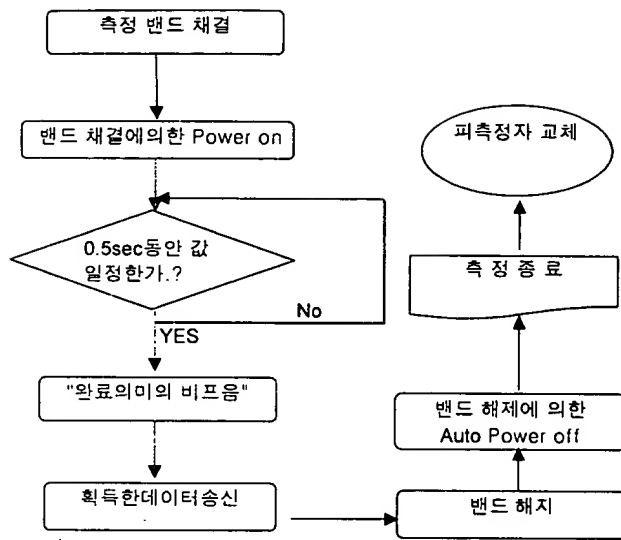 측정 밴드 채결
밴드 채결에의한 Power on
0.5sec동안 값
일정한가.?
No
YES
"완료의미의 비프음"
획득한데이터송신
밴드 해지
밴드 해제에 의한
Auto Power off
측 정 종 료
피측정자 교체